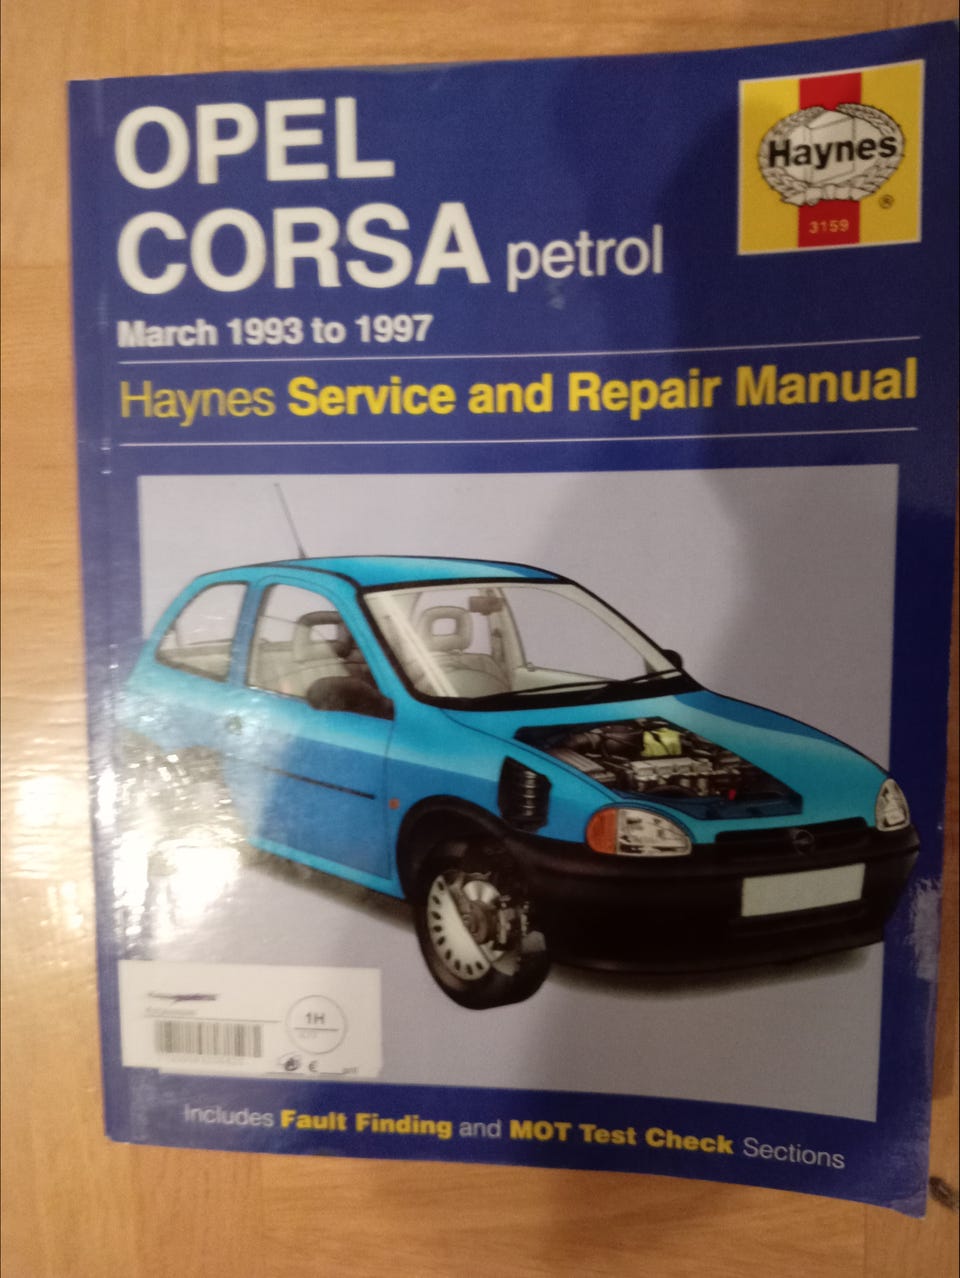 OPEL
CORSA petrol
March 1993 to 1997
Haynes
®
3159
Haynes Service and Repair Manual
1H
€
Includes Fault Finding and MOT Test Check Sections